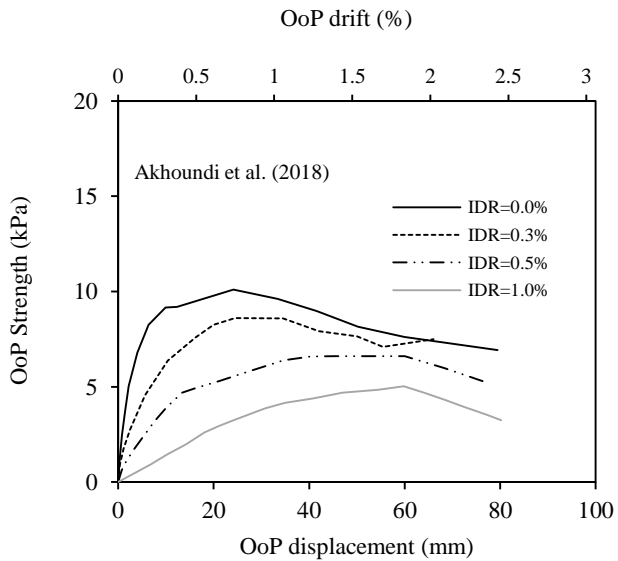 OoP drift (%)
0 0.5 1 1.5 2 2.5 3
20
15
10
5
0
OoP Strength (kPa)
Akhoundi et al. (2018)
IDR=0.0%
IDR=0.3%
IDR=0.5%
IDR=1.0%
0 20 40 60 80 100
OoP displacement (mm)